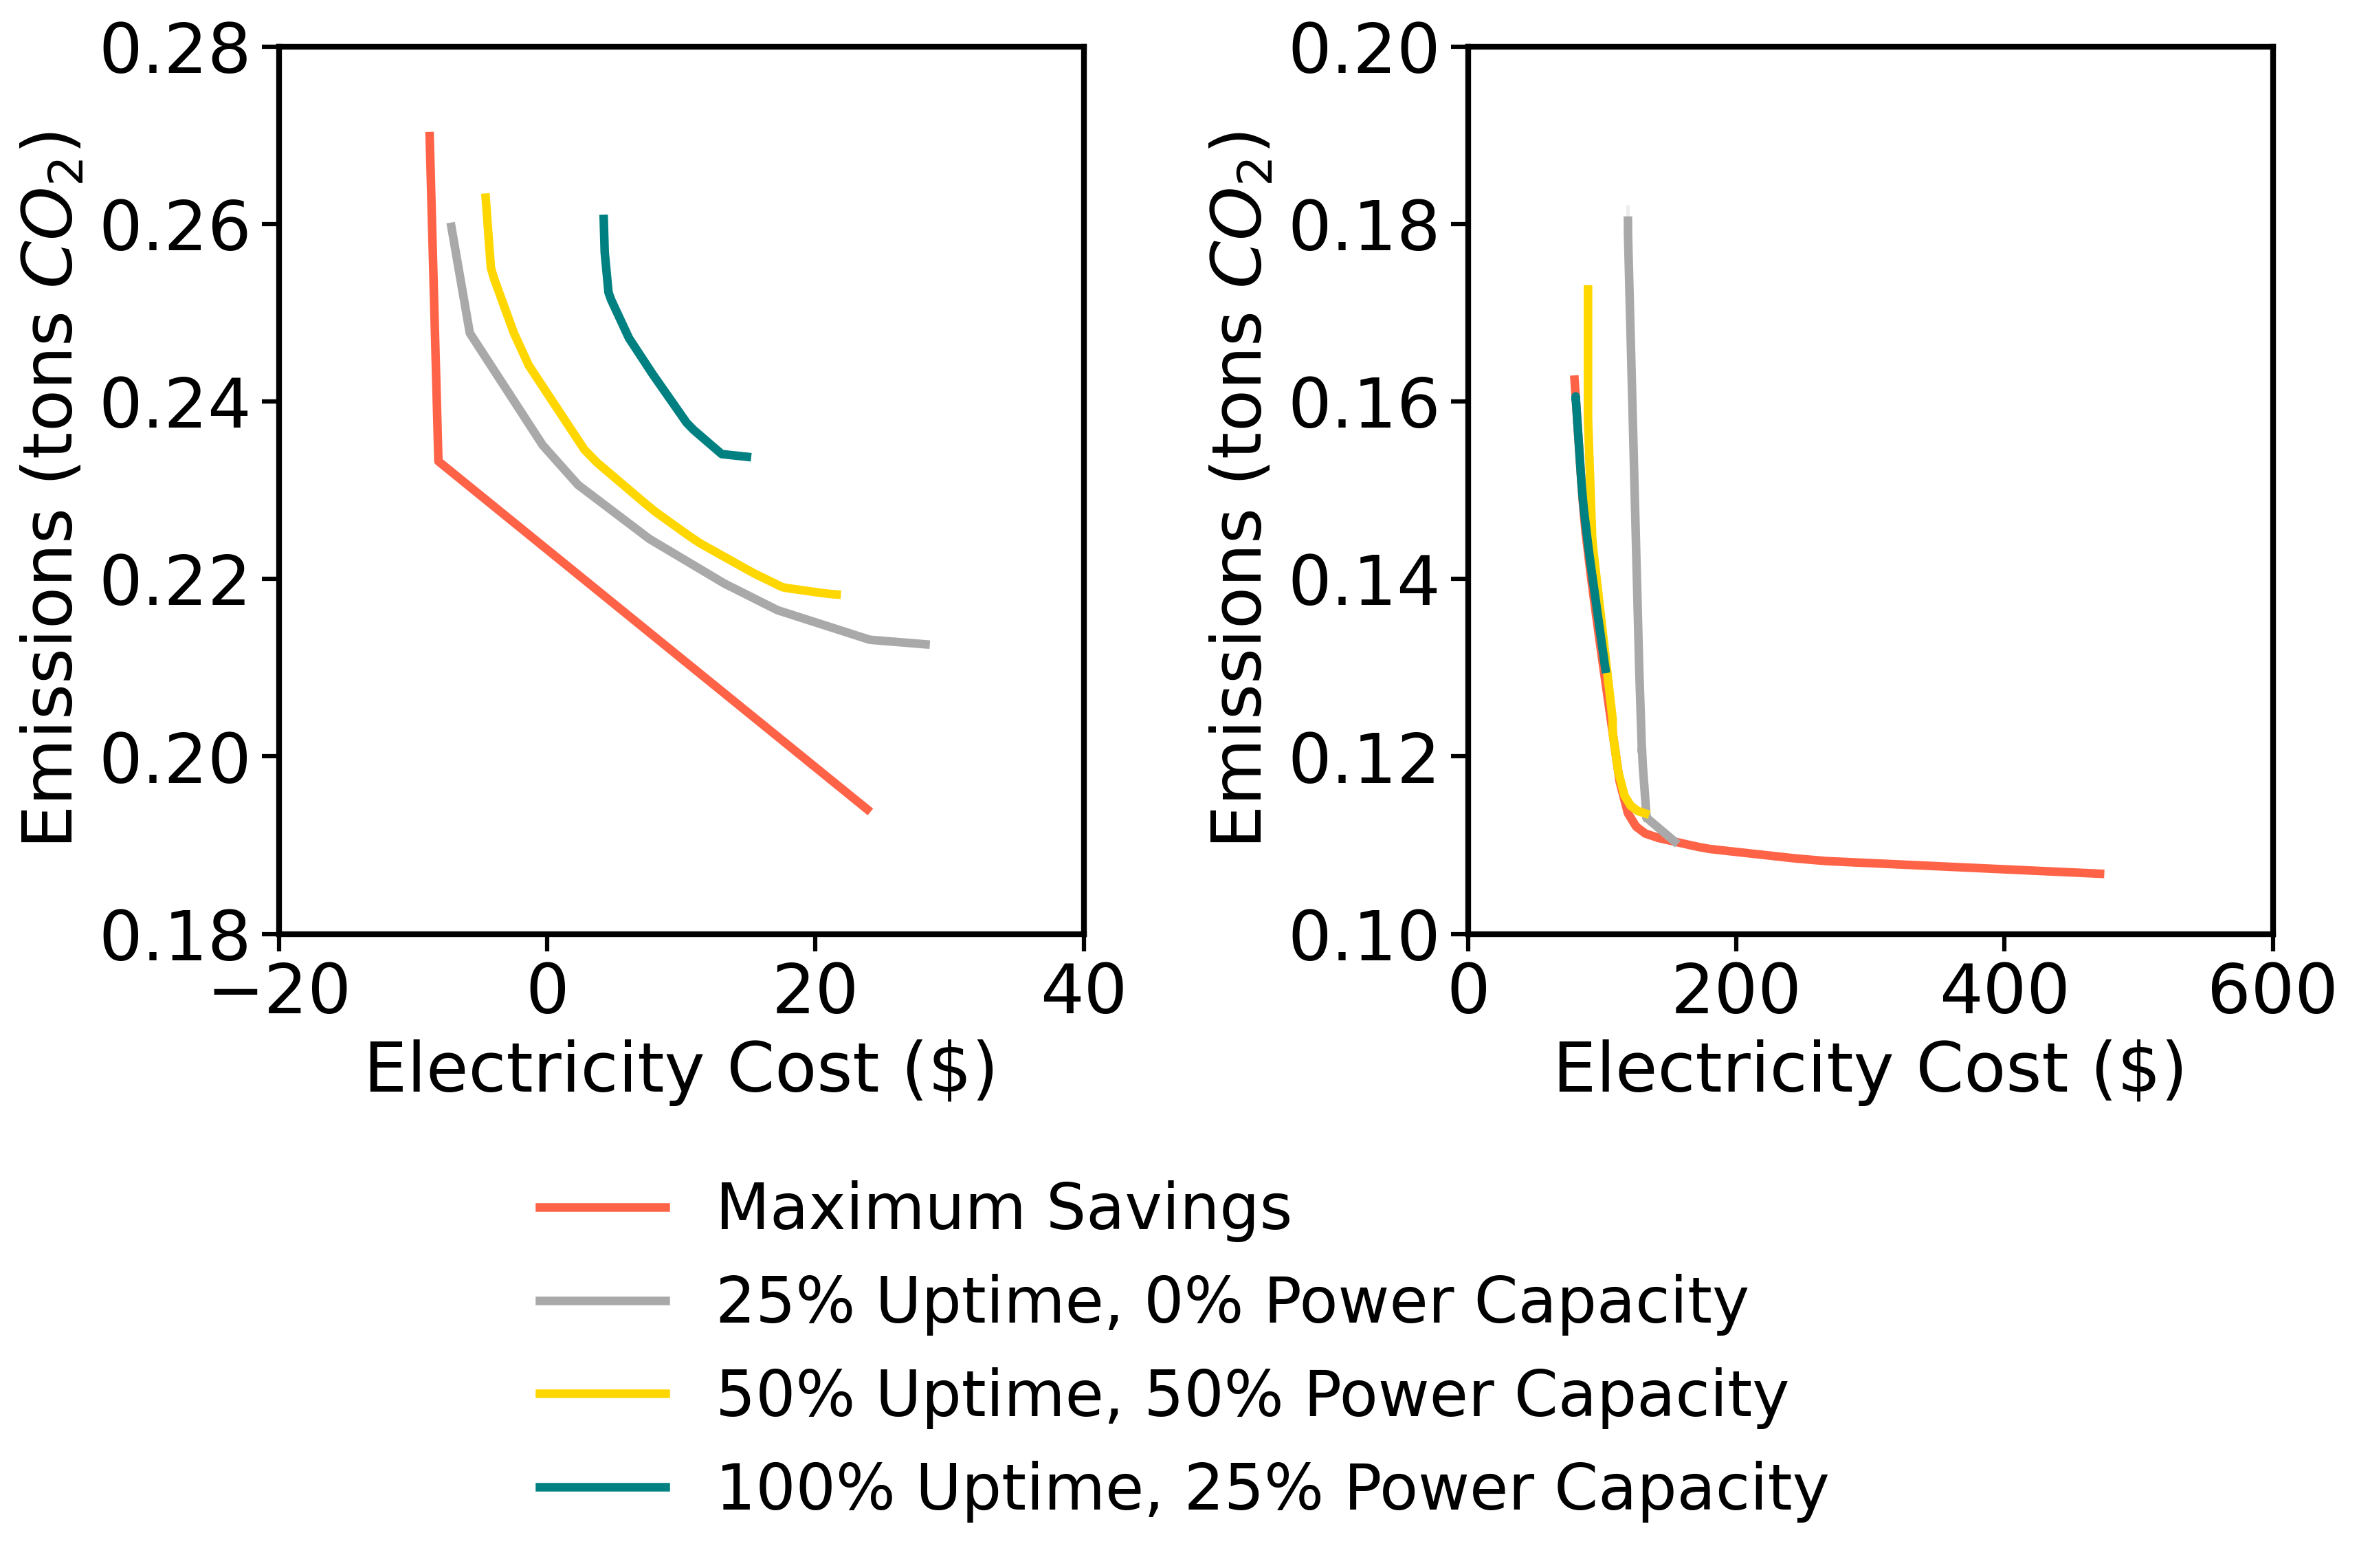 0.28
0.26
0.24
0.22
0.20
0.18
−20 0 20 40
Emissions (tons CO₂)
Electricity Cost ($)
0.20
0.18
0.16
0.14
0.12
0.10
0 200 400 600
Emissions (tons CO₂)
Electricity Cost ($)
Maximum Savings
25% Uptime, 0% Power Capacity
50% Uptime, 50% Power Capacity
100% Uptime, 25% Power Capacity